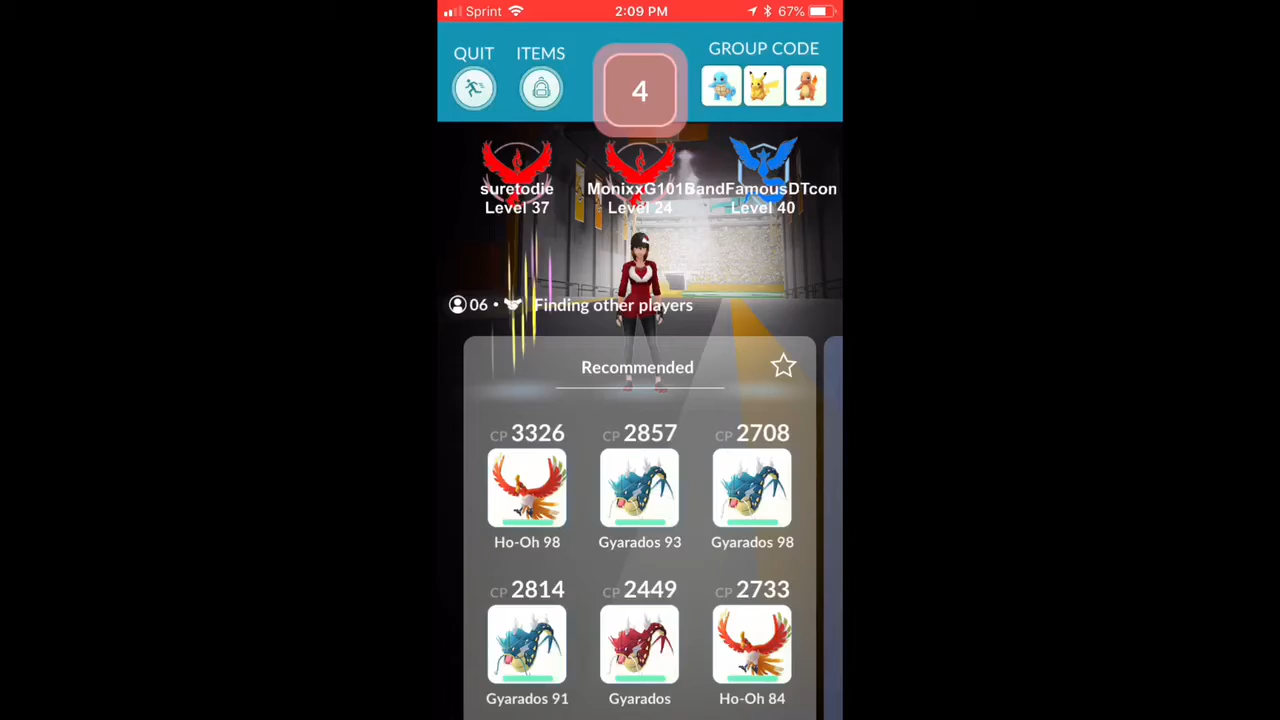 Sprint 2:09 PM 67%
QUIT ITEMS 4 GROUP CODE
suretodie MonixxG101 BandFamousDTcon
Level 37 Level 24 Level 40
06 • Finding other players
Recommended
CP 3326 CP 2857 CP 2708
Ho-Oh 98 Gyarados 93 Gyarados 98
CP 2814 CP 2449 CP 2733
Gyarados 91 Gyarados Ho-Oh 84